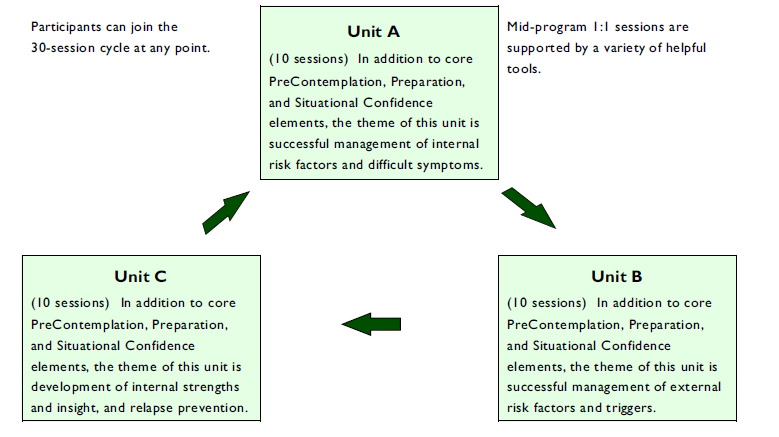 Participants can join the
30-session cycle at any point.
Unit A
(10 sessions) In addition to core
PreContemplation, Preparation,
and Situational Confidence
elements, the theme of this unit is
successful management of internal
risk factors and difficult symptoms.
Mid-program 1:1 sessions are
supported by a variety of helpful
tools.
Unit C
(10 sessions) In addition to core
PreContemplation, Preparation,
and Situational Confidence
elements, the theme of this unit is
development of internal strengths
and insight, and relapse prevention.
Unit B
(10 sessions) In addition to core
PreContemplation, Preparation,
and Situational Confidence
elements, the theme of this unit is
successful management of external
risk factors and triggers.